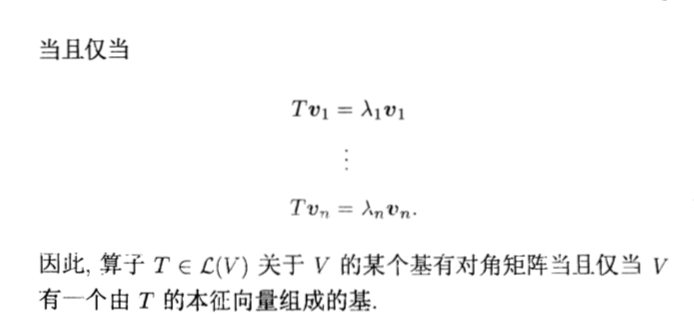 当且仅当
Tv₁ = λ₁v₁
⋮
Tvₙ = λₙvₙ.
因此, 算子 T ∈ ℒ(V) 关于 V 的某个基有对角矩阵当且仅当 V
有一个由 T 的本征向量组成的基.